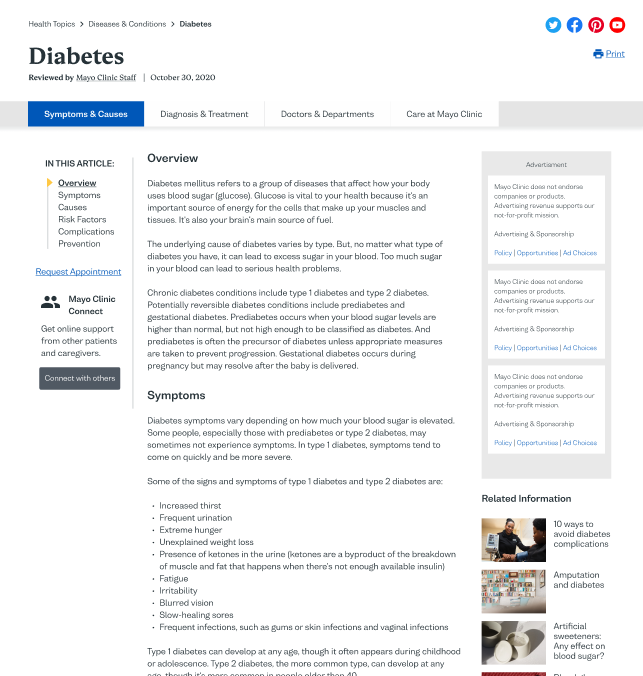 Health Topics > Diseases & Conditions > Diabetes
Diabetes
Print
Reviewed by Mayo Clinic Staff | October 30, 2020
Symptoms & Causes
Diagnosis & Treatment
Doctors & Departments
Care at Mayo Clinic
IN THIS ARTICLE:
Overview
Symptoms
Causes
Risk Factors
Complications
Prevention
Request Appointment
Mayo Clinic
Connect
Get online support
from other patients
and caregivers.
Connect with others
Overview
Diabetes mellitus refers to a group of diseases that affect how your body
uses blood sugar (glucose). Glucose is vital to your health because it's an
important source of energy for the cells that make up your muscles and
tissues. It's also your brain's main source of fuel.
The underlying cause of diabetes varies by type. But, no matter what type of
diabetes you have, it can lead to excess sugar in your blood. Too much sugar
in your blood can lead to serious health problems.
Chronic diabetes conditions include type 1 diabetes and type 2 diabetes.
Potentially reversible diabetes conditions include prediabetes and
gestational diabetes. Prediabetes occurs when your blood sugar levels are
higher than normal, but not high enough to be classified as diabetes. And
prediabetes is often the precursor of diabetes unless appropriate measures
are taken to prevent progression. Gestational diabetes occurs during
pregnancy but may resolve after the baby is delivered.
Symptoms
Diabetes symptoms vary depending on how much your blood sugar is elevated.
Some people, especially those with prediabetes or type 2 diabetes, may
sometimes not experience symptoms. In type 1 diabetes, symptoms tend to
come on quickly and be more severe.
Some of the signs and symptoms of type 1 diabetes and type 2 diabetes are:
• Increased thirst
• Frequent urination
• Extreme hunger
• Unexplained weight loss
• Presence of ketones in the urine (ketones are a byproduct of the breakdown
of muscle and fat that happens when there's not enough available insulin)
• Fatigue
• Irritability
• Blurred vision
• Slow-healing sores
• Frequent infections, such as gums or skin infections and vaginal infections
Type 1 diabetes can develop at any age, though it often appears during childhood
or adolescence. Type 2 diabetes, the more common type, can develop at any
age, though it's more common in people older than 40.
Advertisment
Mayo Clinic does not endorse
companies or products.
Advertising revenue supports our
not-for-profit mission.
Advertising & Sponsorship
Policy | Opportunities | Ad Choices
Mayo Clinic does not endorse
companies or products.
Advertising revenue supports our
not-for-profit mission.
Advertising & Sponsorship
Policy | Opportunities | Ad Choices
Mayo Clinic does not endorse
companies or products.
Advertising revenue supports our
not-for-profit mission.
Advertising & Sponsorship
Policy | Opportunities | Ad Choices
Related Information
10 ways to
avoid diabetes
complications
Amputation
and diabetes
Artificial
sweeteners:
Any effect on
blood sugar?